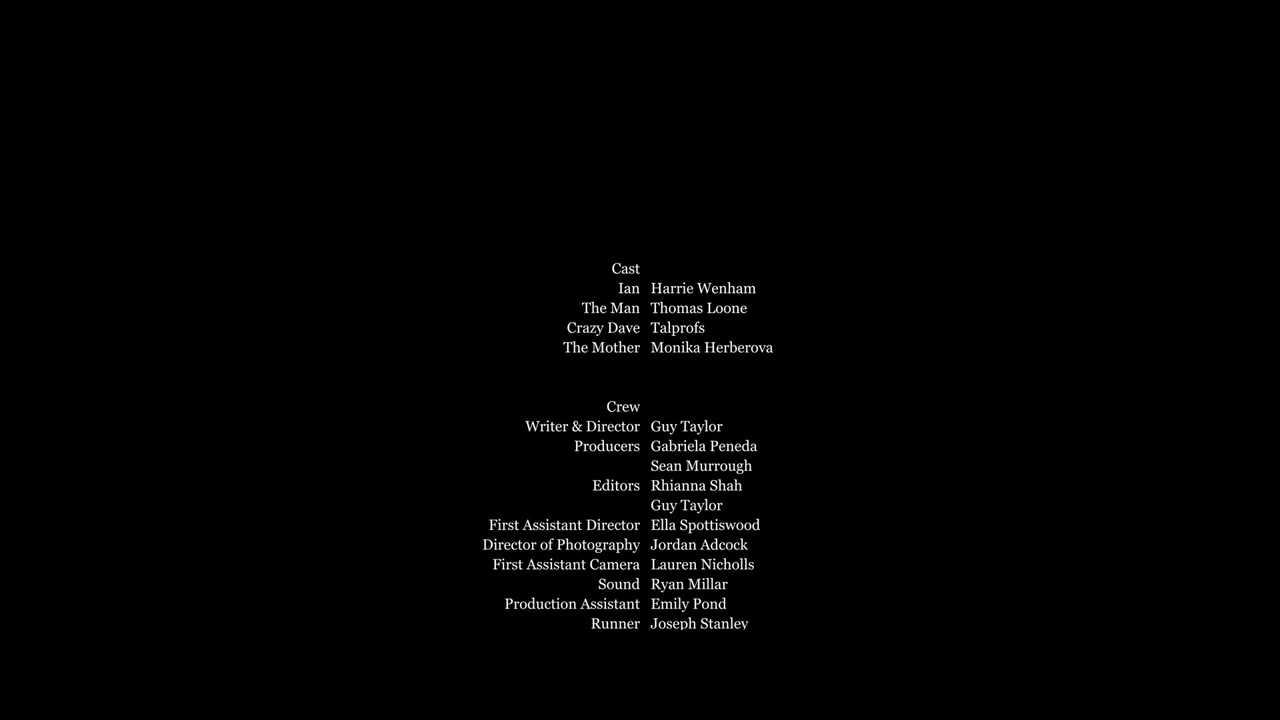 Cast
Ian Harrie Wenham
The Man Thomas Loone
Crazy Dave Talprofs
The Mother Monika Herberova
Crew
Writer & Director Guy Taylor
Producers Gabriela Peneda
Sean Murrough
Editors Rhianna Shah
Guy Taylor
First Assistant Director Ella Spottiswood
Director of Photography Jordan Adcock
First Assistant Camera Lauren Nicholls
Sound Ryan Millar
Production Assistant Emily Pond
Runner Joseph Stanley